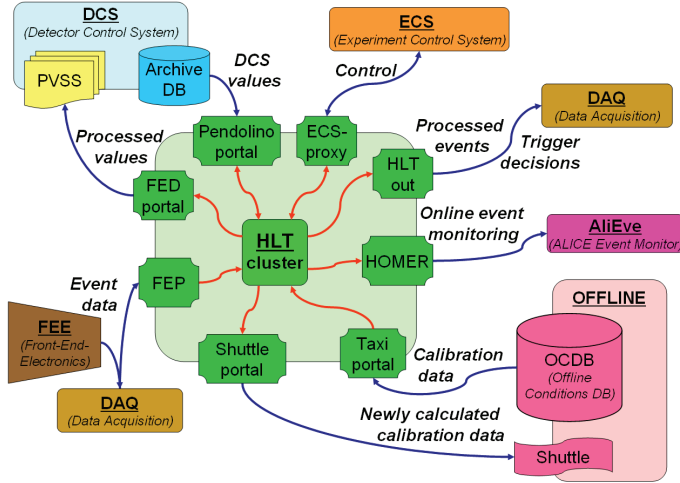 DCS
(Detector Control System)
PVSS
Archive
DB
DCS
values
ECS
(Experiment Control System)
Control
DAQ
(Data Acquisition)
Processed
values
Pendolino
portal
ECS-
proxy
Processed
events
Trigger
decisions
HLT
out
FED
portal
HLT
cluster
Online event
monitoring
AliEve
(ALICE Event Monitor)
HOMER
FEP
Event
data
FEE
(Front-End-
Electronics)
DAQ
(Data Acquisition)
Shuttle
portal
Taxi
portal
Calibration
data
OFFLINE
OCDB
(Offline
Conditions DB)
Newly calculated
calibration data
Shuttle